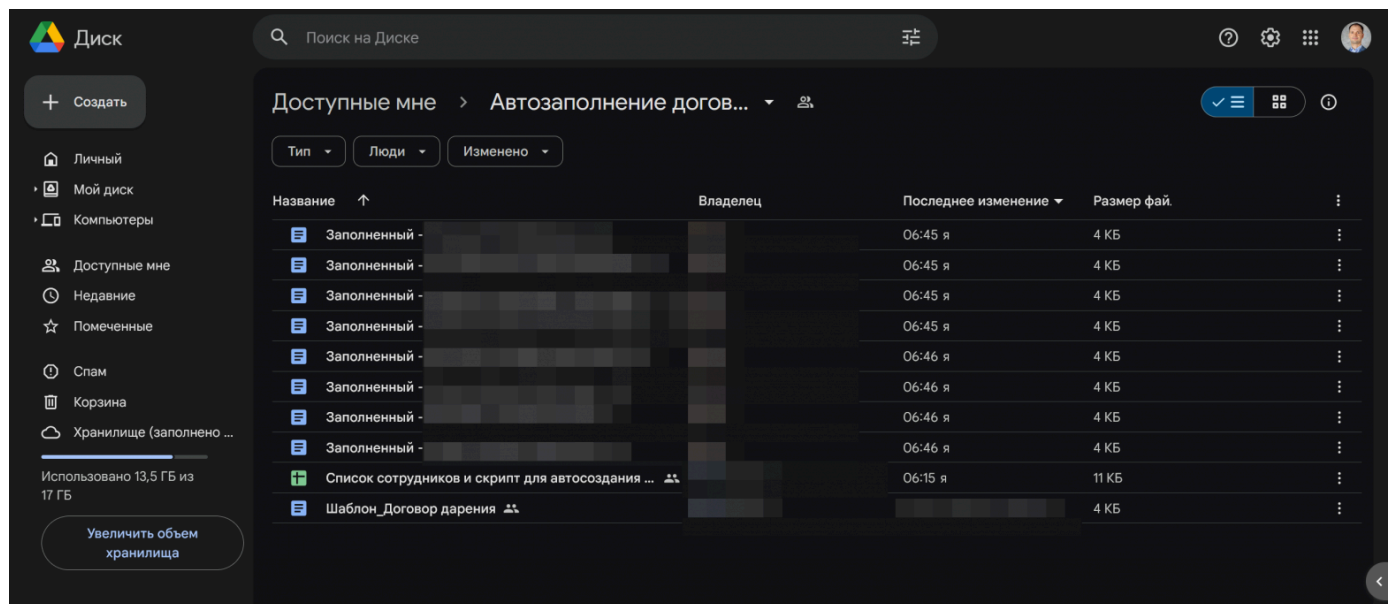 Диск
Поиск на Диске
Создать
Личный
Мой диск
Компьютеры
Доступные мне
Недавние
Помеченные
Спам
Корзина
Хранилище (заполнено ...
Использовано 13,5 ГБ из
17 ГБ
Увеличить объем
хранилища
Доступные мне > Автозаполнение догов...
Тип Люди Изменено
Название Владелец Последнее изменение Размер фай
Заполненный - 06:45 я 4 КБ
Заполненный - 06:45 я 4 КБ
Заполненный - 06:45 я 4 КБ
Заполненный - 06:45 я 4 КБ
Заполненный - 06:46 я 4 КБ
Заполненный - 06:46 я 4 КБ
Заполненный - 06:46 я 4 КБ
Заполненный - 06:46 я 4 КБ
Список сотрудников и скрипт для автосоздания ... 06:15 я 11 КБ
Шаблон_Договор дарения 4 КБ